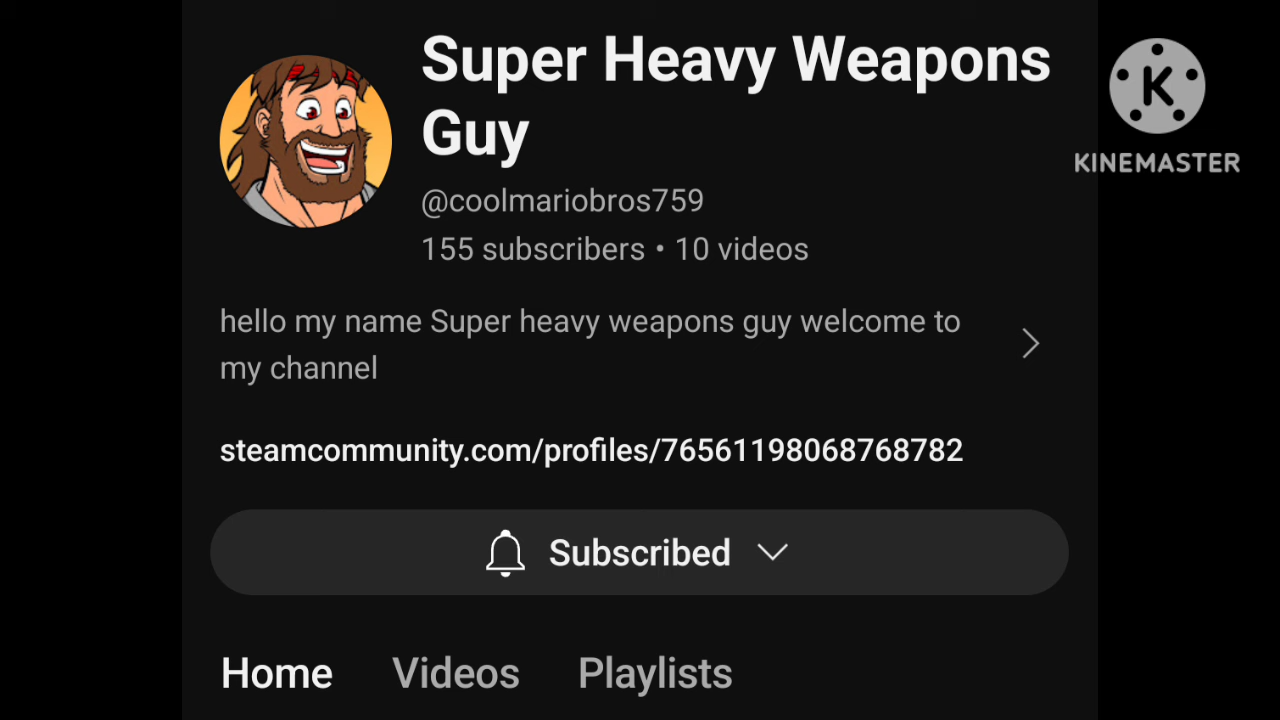 Super Heavy Weapons
Guy
@coolmariobros759
155 subscribers • 10 videos
hello my name Super heavy weapons guy welcome to
my channel
steamcommunity.com/profiles/76561198068768782
Subscribed
Home Videos Playlists
K
KINEMASTER